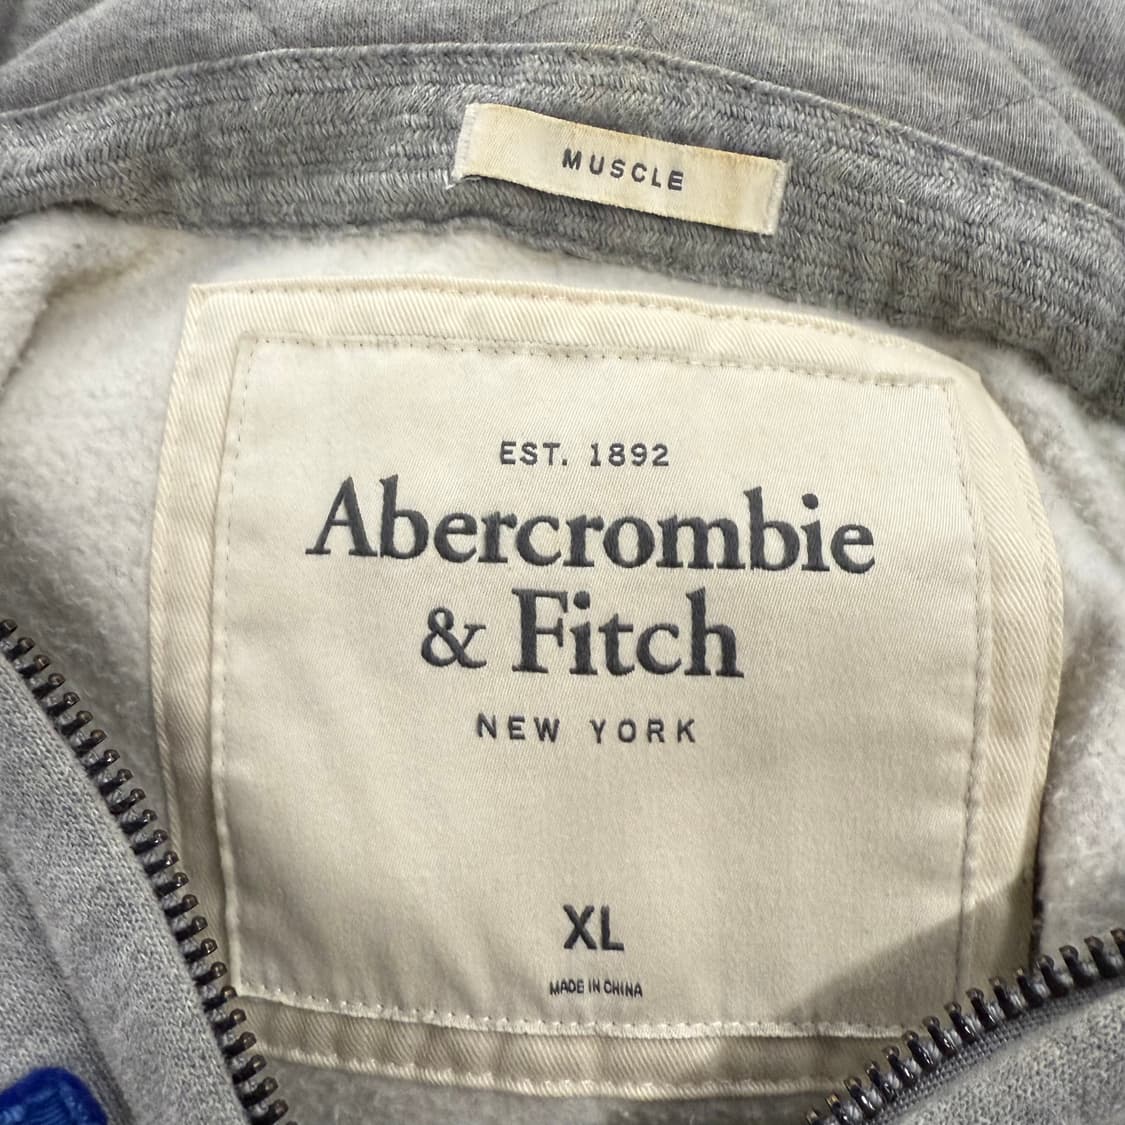 MUSCLE
EST. 1892
Abercrombie
& Fitch
NEW YORK
XL
MADE IN CHINA